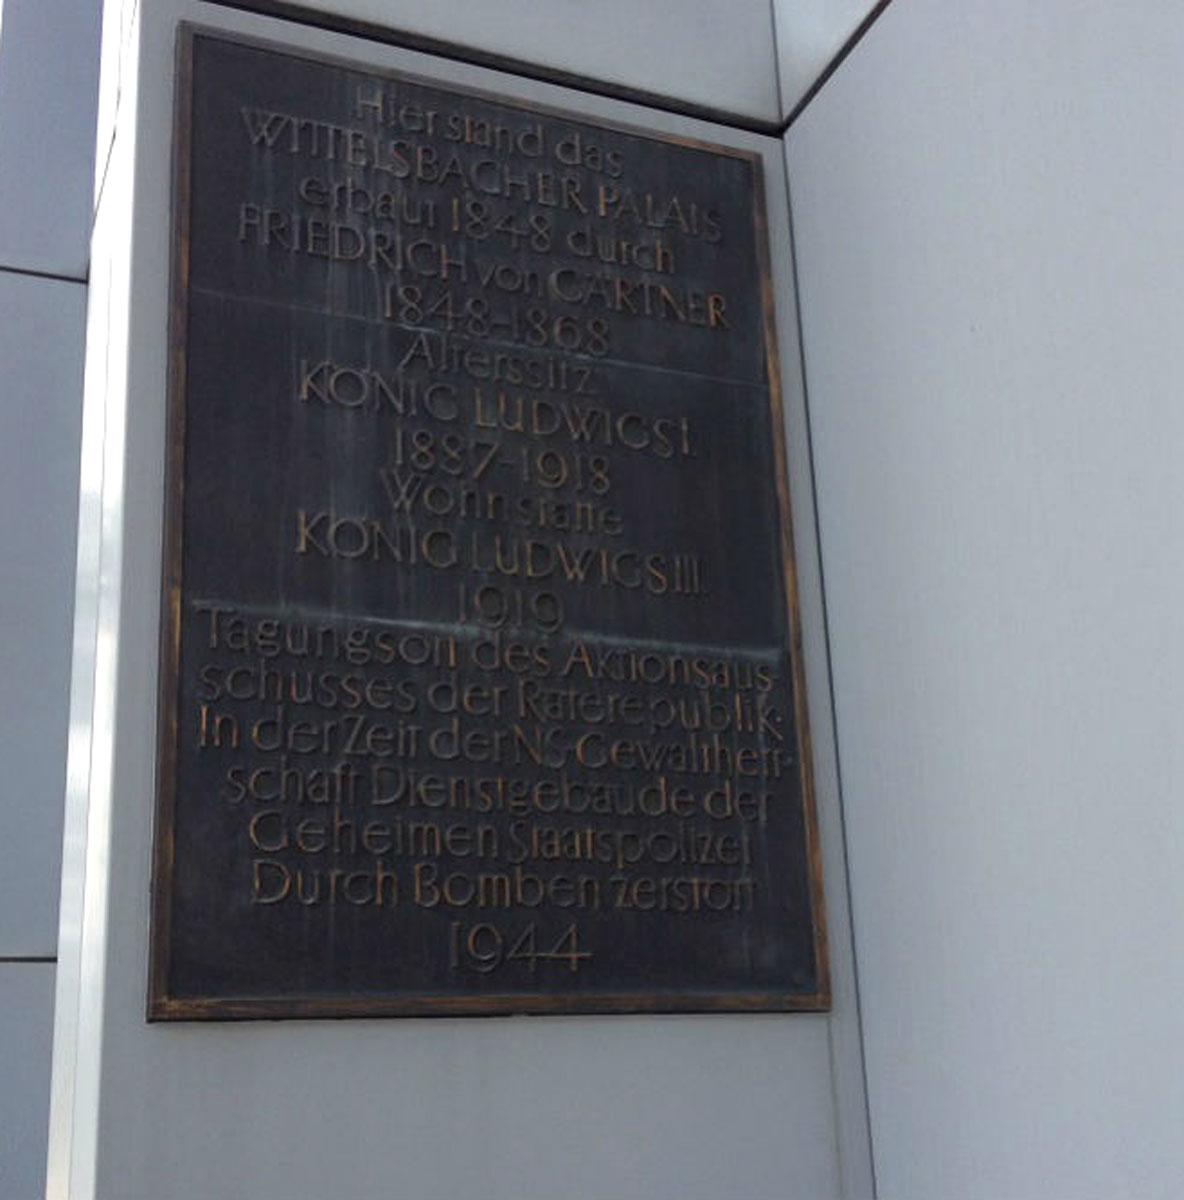 Hier stand das
WITTELSBACHER PALAIS
erbaut 1848 durch
FRIEDRICH von GÄRTNER
1848-1868
Alterssitz
KÖNIG LUDWIGS I.
1887-1918
Wohnstätte
KÖNIG LUDWIGS III.
1919
Tagungsort des Aktionsaus-
schusses der Räterepublik.
In der Zeit der NS-Gewaltherr-
schaft Dienstgebäude der
Geheimen Staatspolizei
Durch Bomben zerstört
1944